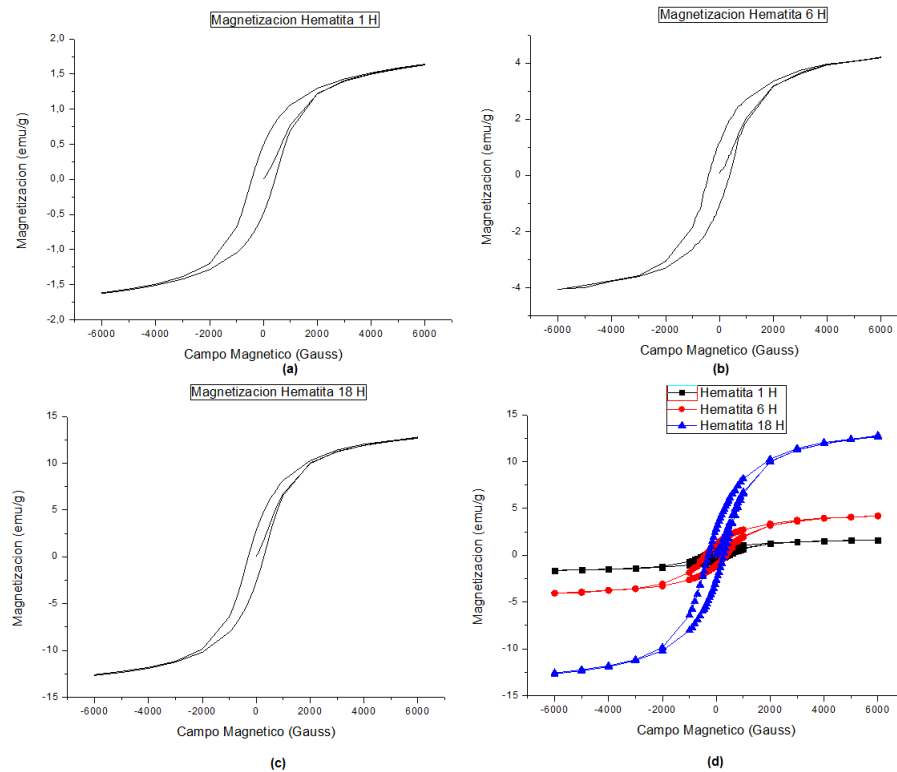 Magnetizacion Hematita 1 H
2,0
1,5
1,0
0,5
0,0
-0,5
-1,0
-1,5
-2,0
Magnetizacion (emu/g)
-6000 -4000 -2000 0 2000 4000 6000
Campo Magnetico (Gauss)
(a)
Magnetizacion Hematita 6 H
4
2
0
-2
-4
Magnetizacion (emu/g)
-6000 -4000 -2000 0 2000 4000 6000
Campo Magnetico (Gauss)
(b)
Magnetizacion Hematita 18 H
15
10
5
0
-5
-10
-15
Magnetizacion (emu/g)
-6000 -4000 -2000 0 2000 4000 6000
Campo Magnetico (Gauss)
(c)
Hematita 1 H
Hematita 6 H
Hematita 18 H
15
10
5
0
-5
-10
-15
Magnetizacion (emu/g)
-6000 -4000 -2000 0 2000 4000 6000
Campo Magnetico (Gauss)
(d)